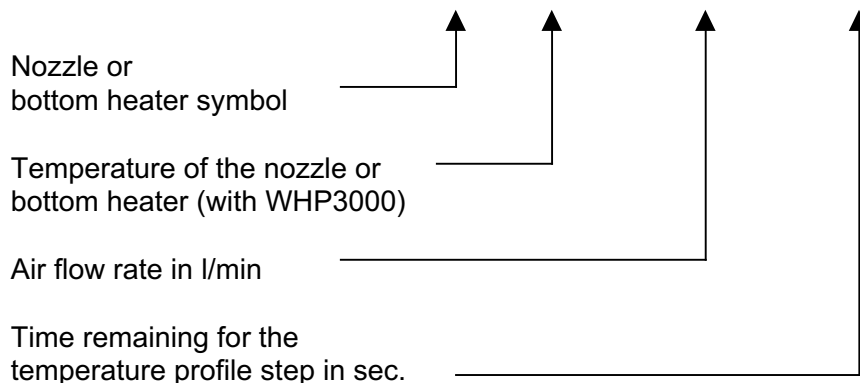 Nozzle or
bottom heater symbol
Temperature of the nozzle or
bottom heater (with WHP3000)
Air flow rate in l/min
Time remaining for the
temperature profile step in sec.